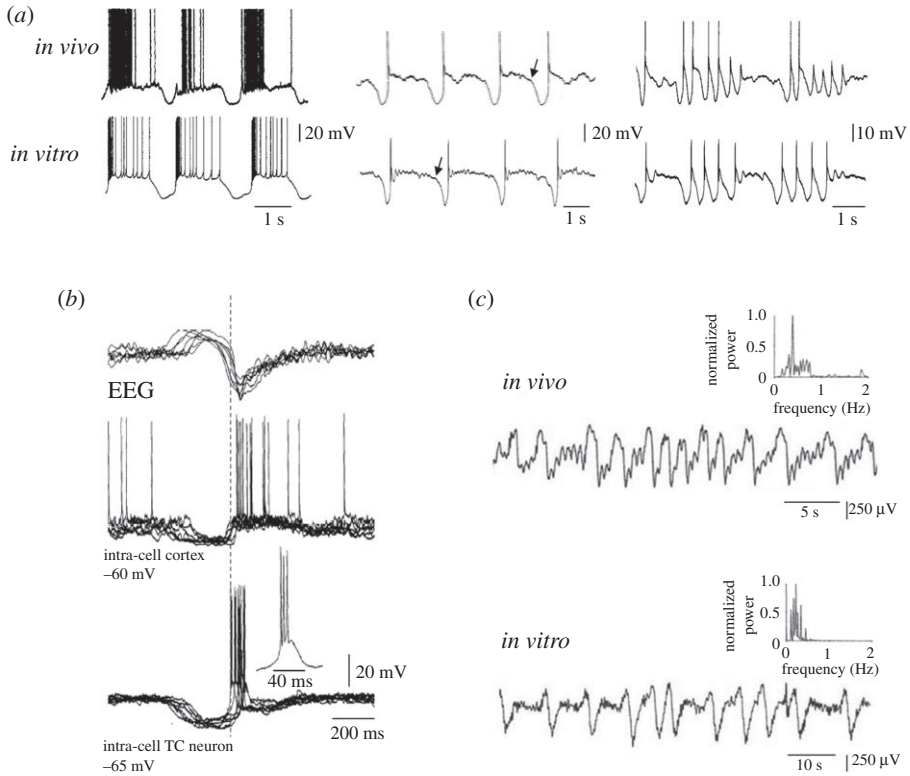 (a)
in vivo
20 mV
20 mV
10 mV
in vitro
1 s
1 s
1 s
(b)
EEG
intra-cell cortex
–60 mV
40 ms
20 mV
200 ms
intra-cell TC neuron
–65 mV
(c)
in vivo
normalized
power
1.0
0.5
0
0
1
2
frequency (Hz)
5 s
250 µV
in vitro
normalized
power
1.0
0.5
0
0
1
2
frequency (Hz)
10 s
250 µV